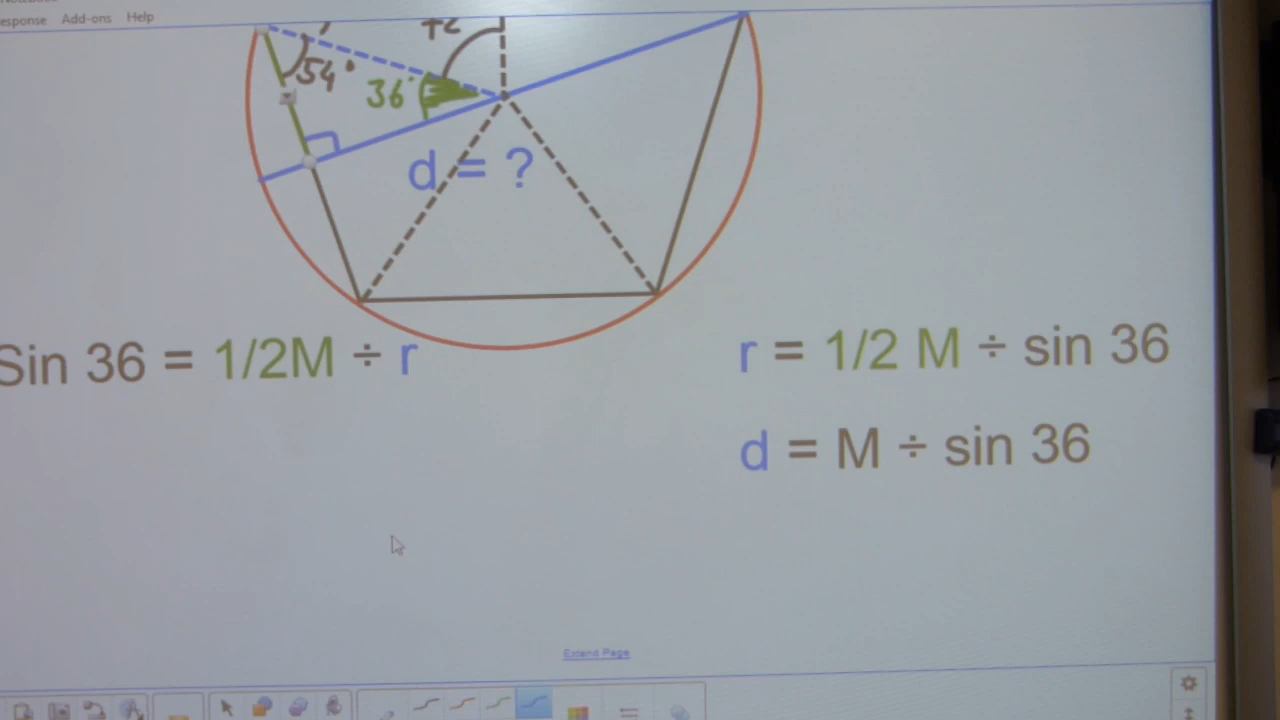 Add-ons Help
54°
36°
d = ?
Sin 36 = 1/2M ÷ r
r = 1/2 M ÷ sin 36
d = M ÷ sin 36
Extend Page